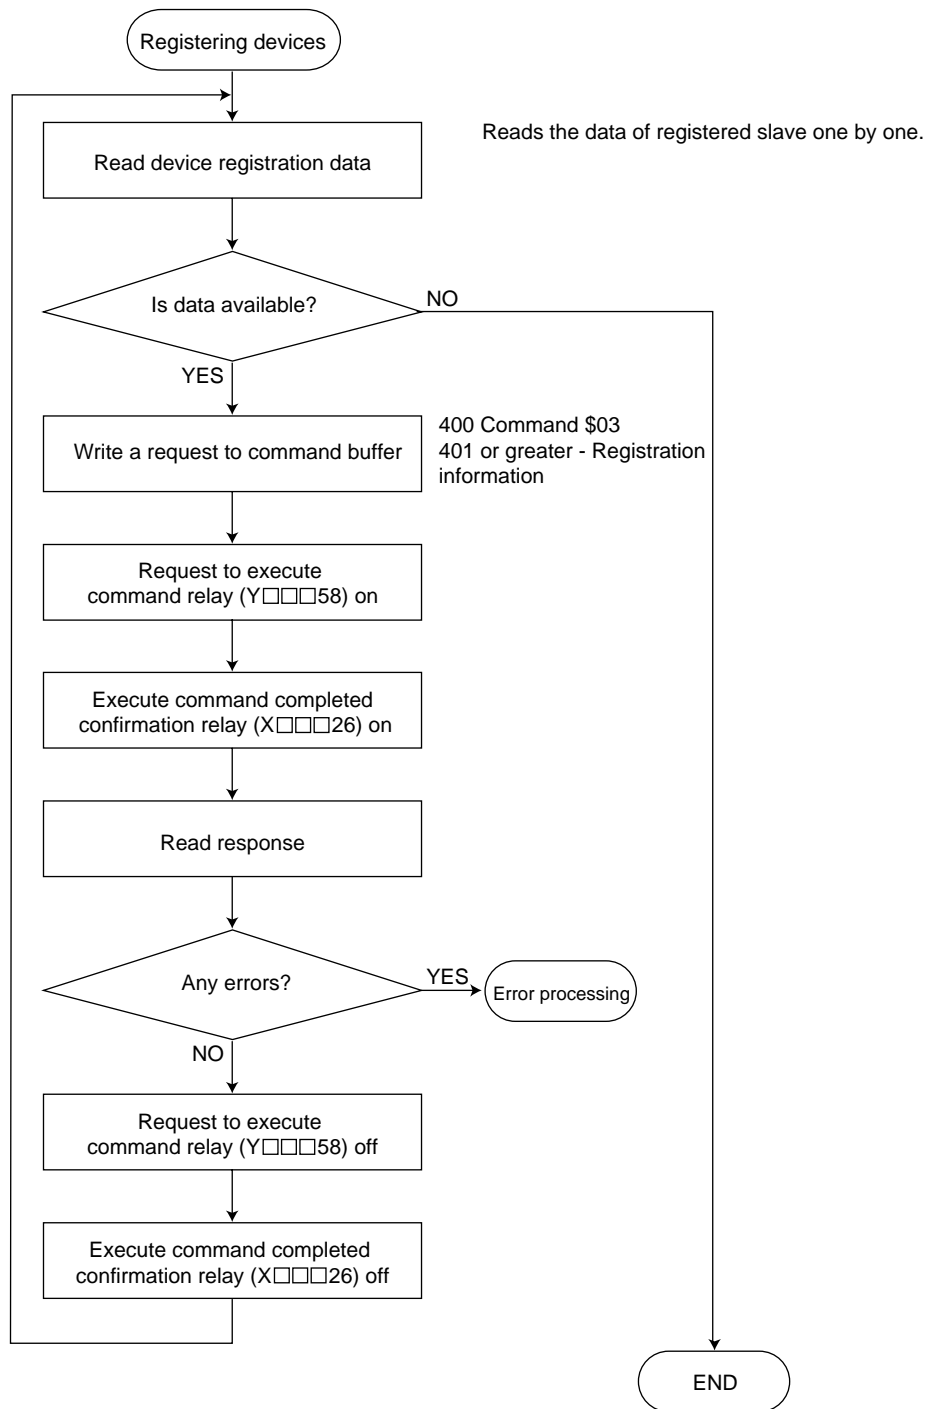 Registering devices
Reads the data of registered slave one by one.
Read device registration data
Is data available?
NO
YES
Write a request to command buffer
400 Command $03
401 or greater - Registration
information
Request to execute
command relay (Y□□□58) on
Execute command completed
confirmation relay (X□□□26) on
Read response
Any errors?
YES
Error processing
NO
Request to execute
command relay (Y□□□58) off
Execute command completed
confirmation relay (X□□□26) off
END